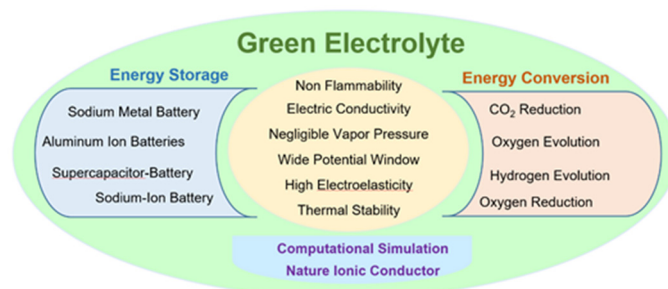 Green Electrolyte
Energy Storage
Sodium Metal Battery
Aluminum Ion Batteries
Supercapacitor-Battery
Sodium-Ion Battery
Non Flammability
Electric Conductivity
Negligible Vapor Pressure
Wide Potential Window
High Electroelasticity
Thermal Stability
Energy Conversion
CO₂ Reduction
Oxygen Evolution
Hydrogen Evolution
Oxygen Reduction
Computational Simulation
Nature Ionic Conductor